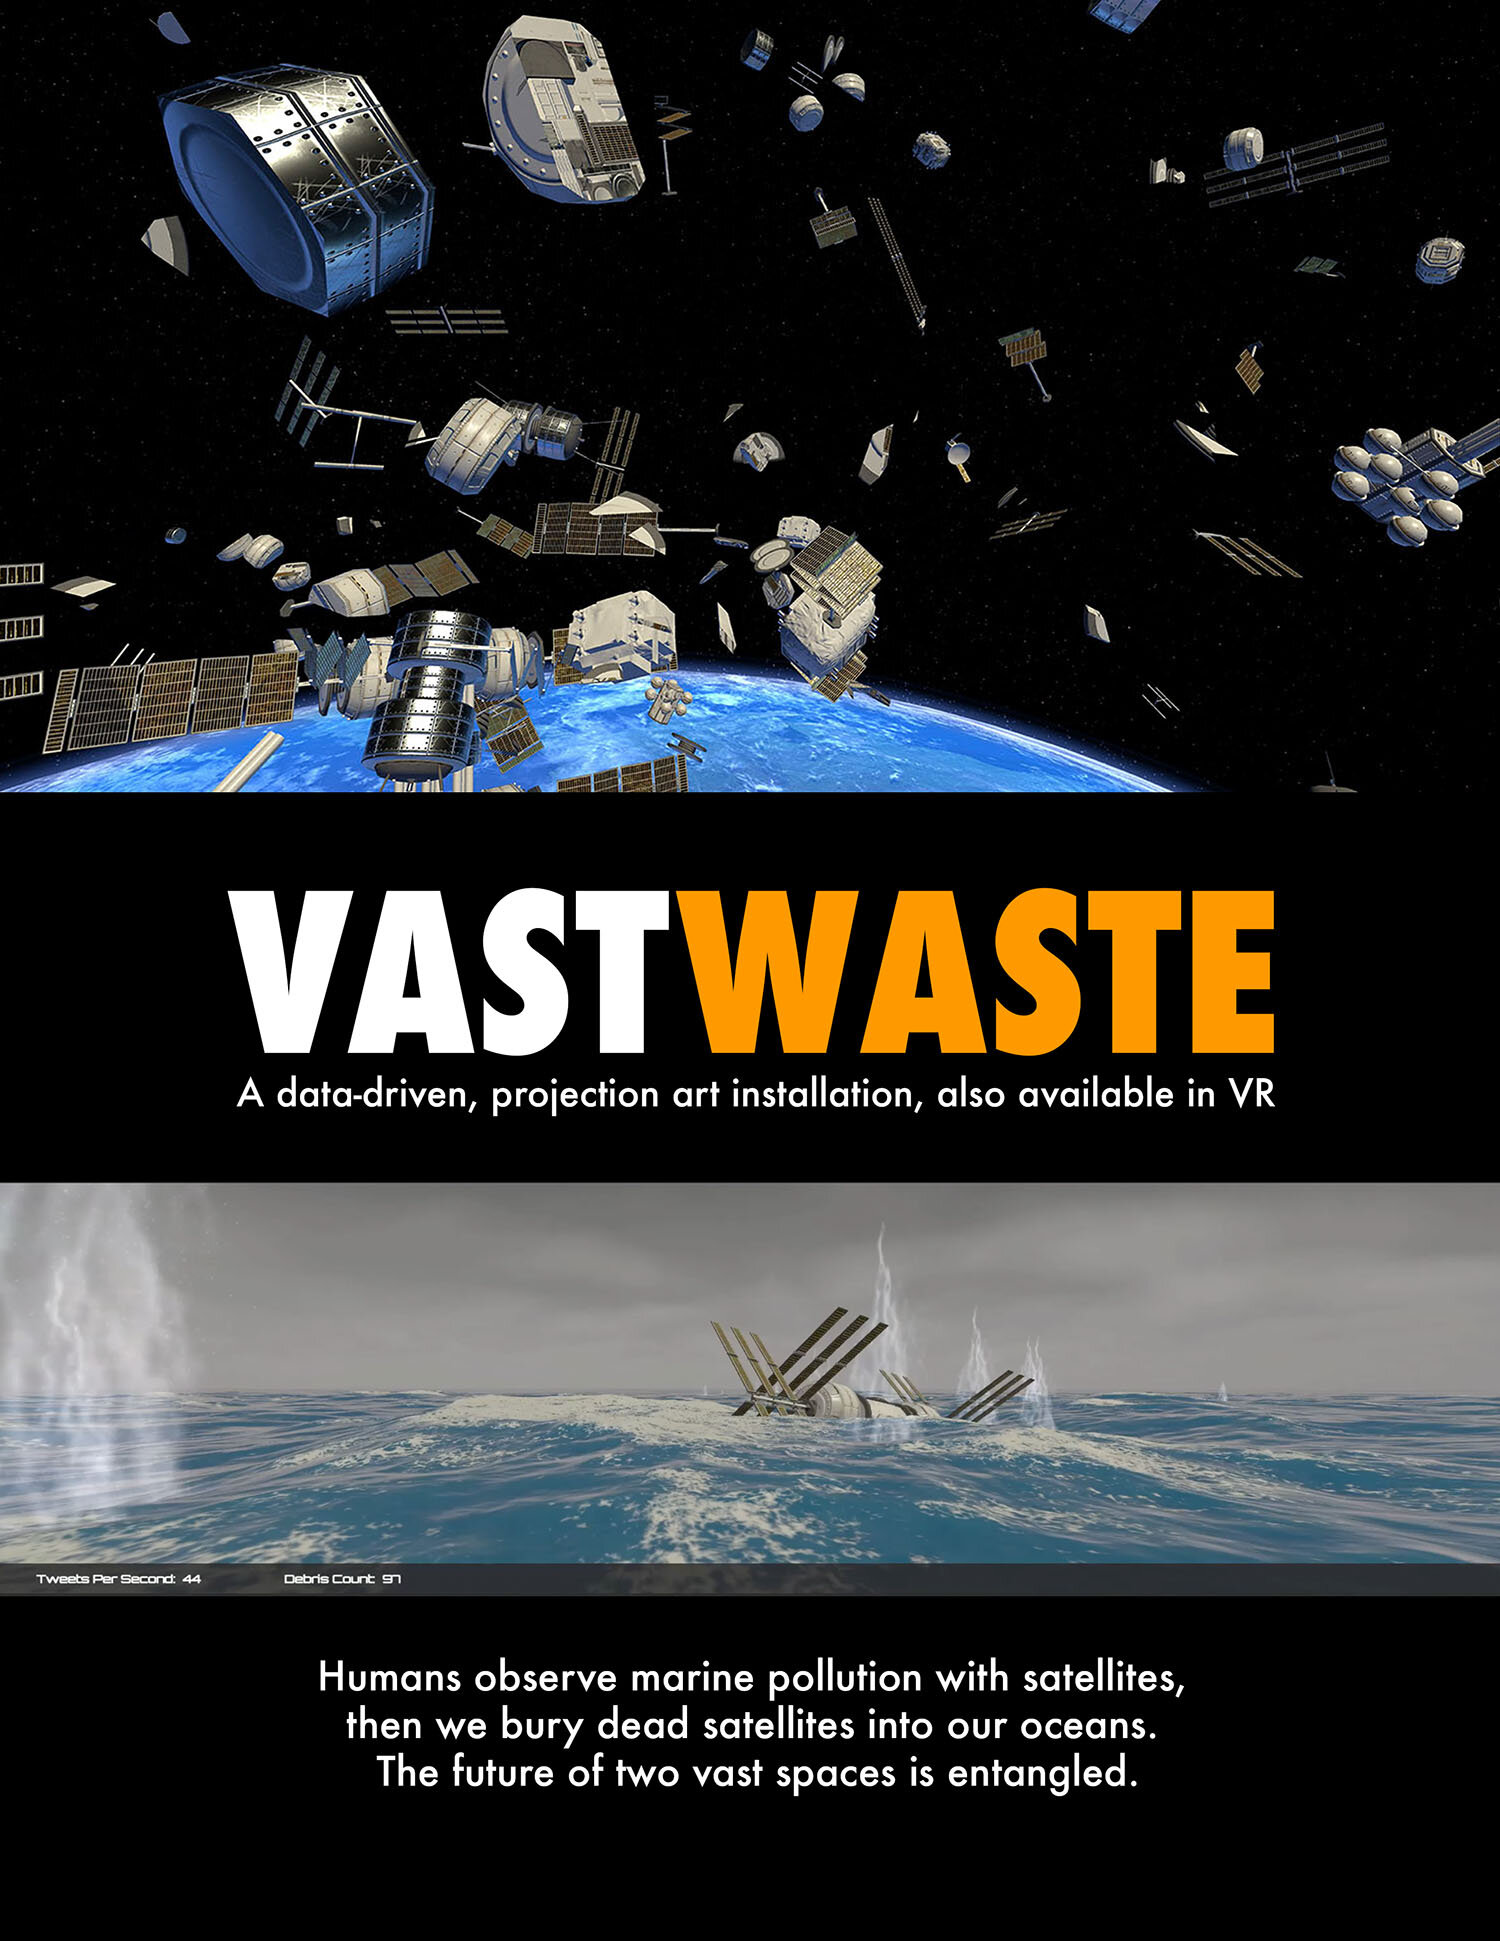 VASTWASTE
A data-driven, projection art installation, also available in VR
Tweets Per Second: 44 Debris Count: 97
Humans observe marine pollution with satellites,
then we bury dead satellites into our oceans.
The future of two vast spaces is entangled.